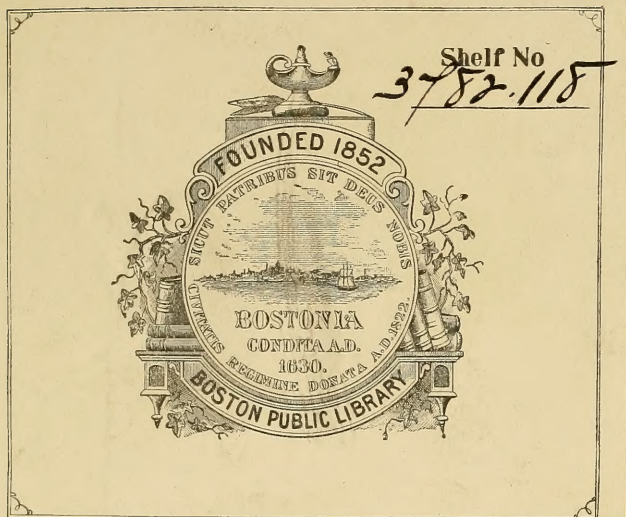 Shelf No
3782.118
FOUNDED 1852
SICUT PATRIBUS SIT DEUS NOBIS
BOSTONIA
CONDITA A.D.
1630.
CIVITATIS REGIMINE DONATA A.D. 1822.
BOSTON PUBLIC LIBRARY